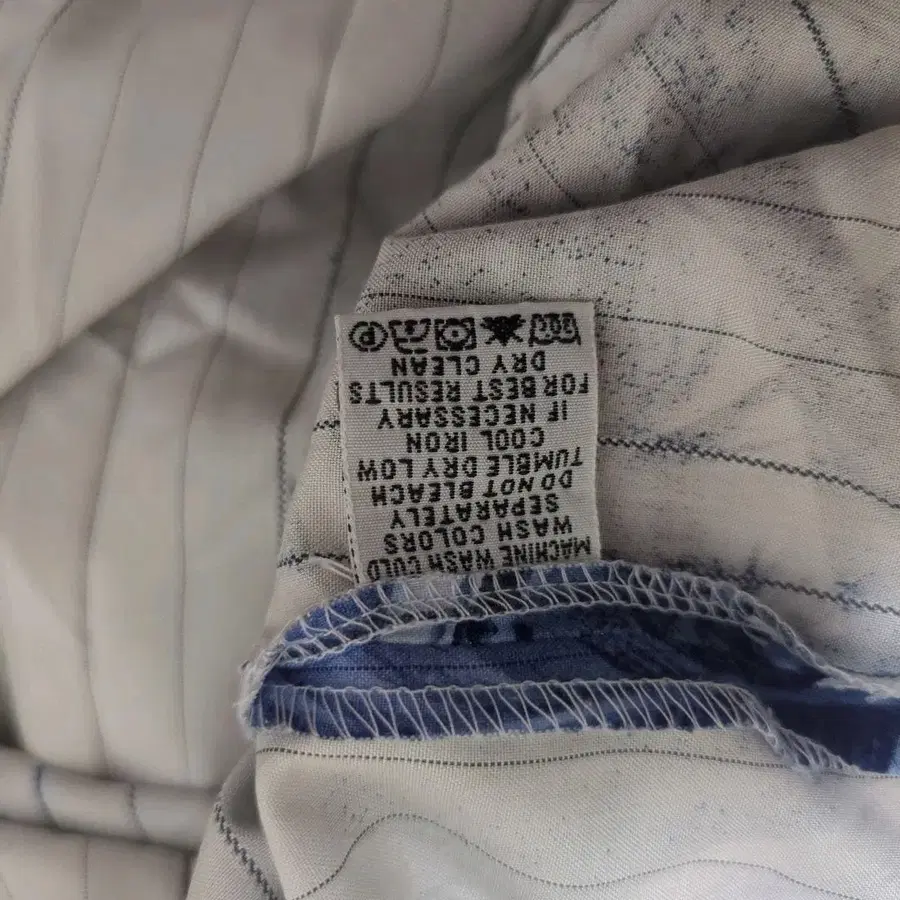 MACHINE WASH COLD
WASH COLORS
SEPARATELY
DO NOT BLEACH
TUMBLE DRY LOW
COOL IRON
IF NECESSARY
FOR BEST RESULTS
DRY CLEAN
30C P